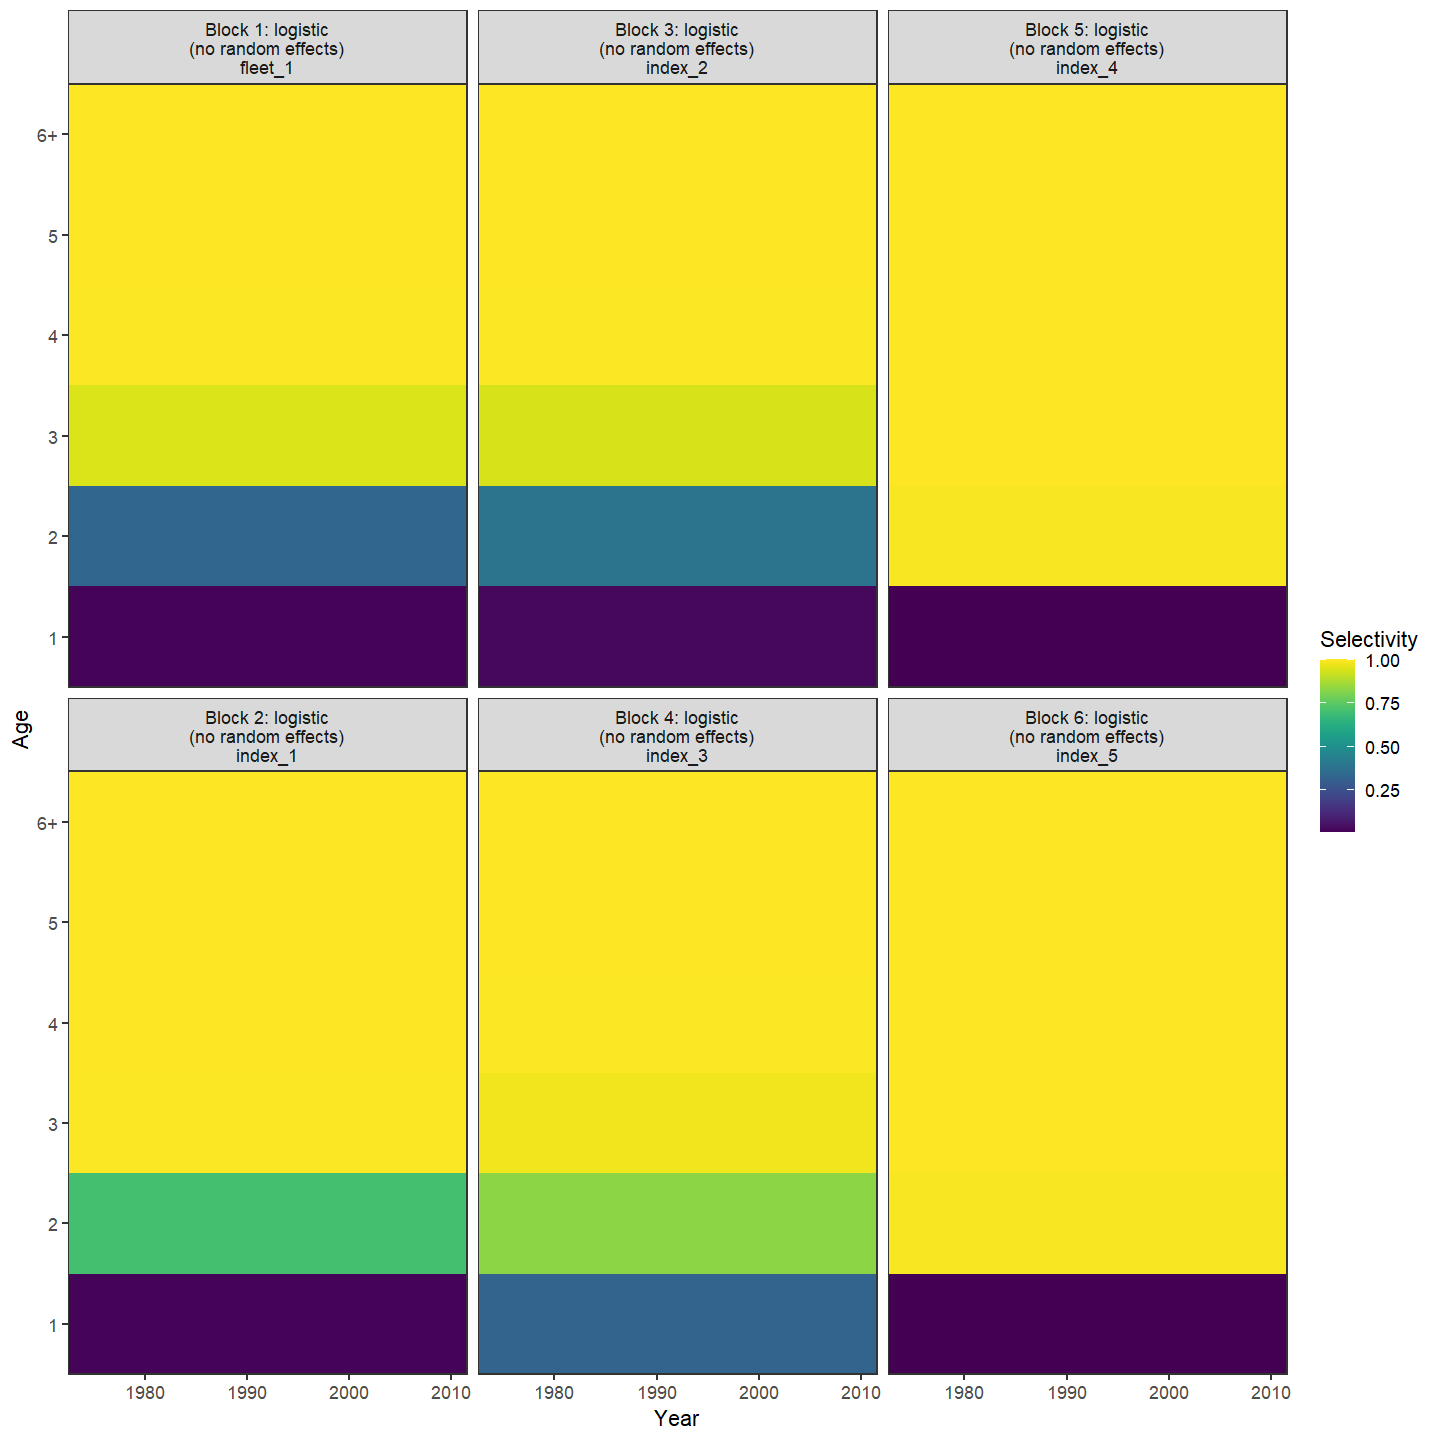 Block 1: logistic
(no random effects)
fleet_1
Block 3: logistic
(no random effects)
index_2
Block 5: logistic
(no random effects)
index_4
6+
5
4
3
2
1
Block 2: logistic
(no random effects)
index_1
Block 4: logistic
(no random effects)
index_3
Block 6: logistic
(no random effects)
index_5
6+
5
4
3
2
1
Age
1980 1990 2000 2010
1980 1990 2000 2010
1980 1990 2000 2010
Year
Selectivity
1.00
0.75
0.50
0.25